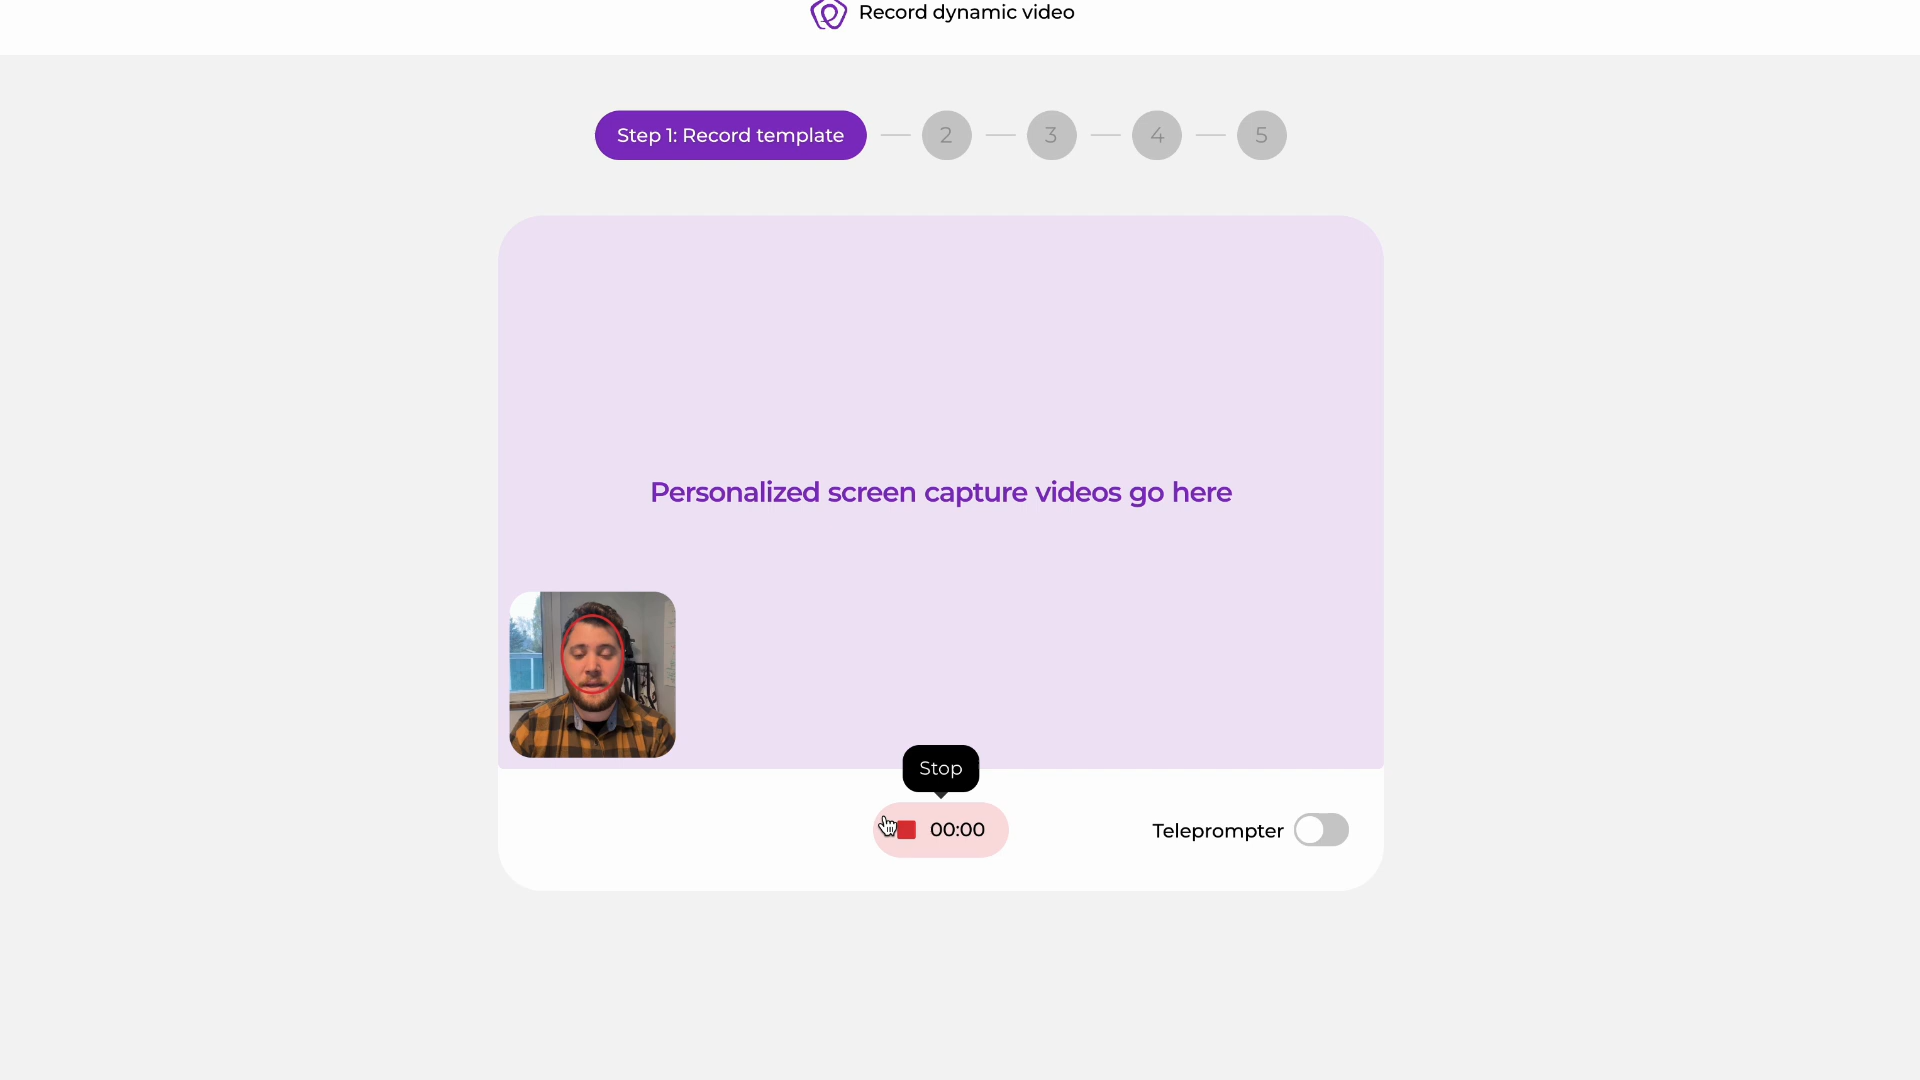 Record dynamic video
Step 1: Record template
2
3
4
5
Personalized screen capture videos go here
Stop
00:00
Teleprompter